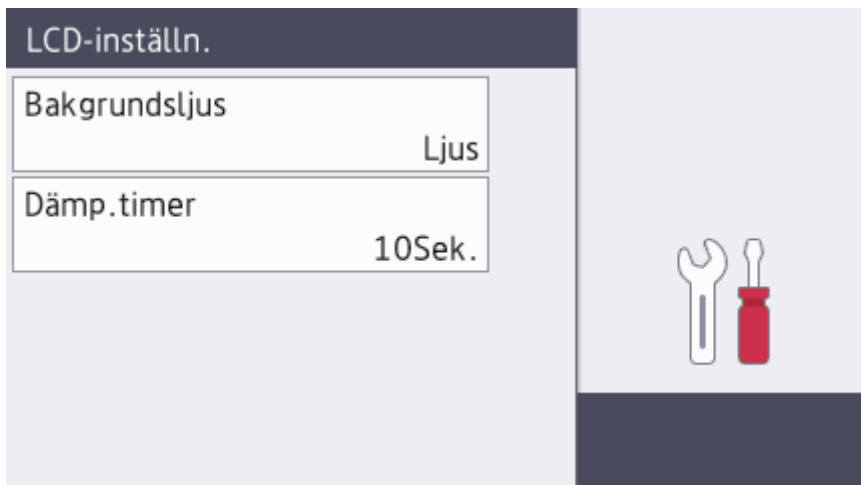 LCD-inställn.
Bakgrundsljus
Ljus
Dämp.timer
10Sek.